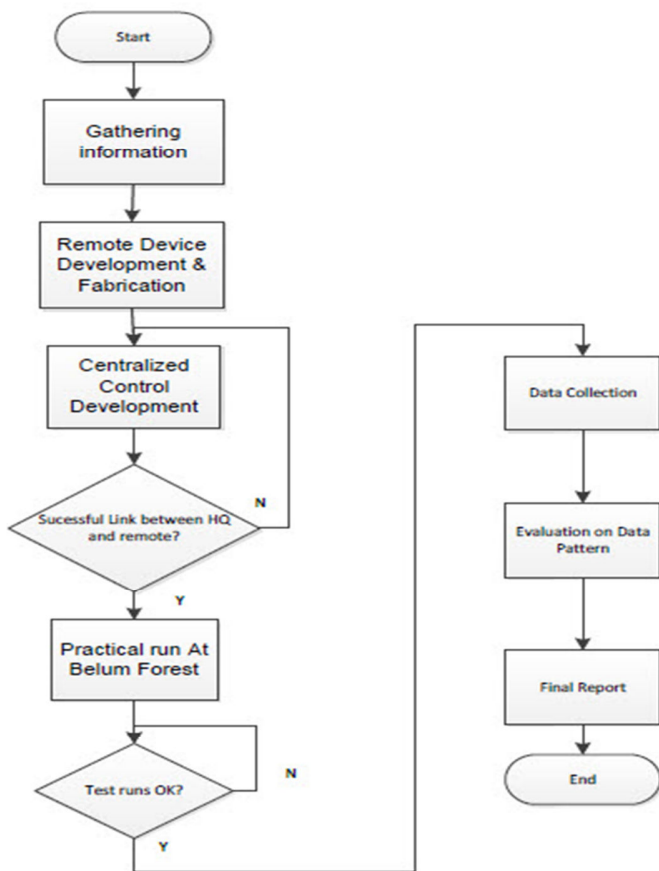 Start
Gathering
information
Remote Device
Development &
Fabrication
Centralized
Control
Development
Sucessful Link between HQ
and remote?
N
Y
Practical run At
Belum Forest
Test runs OK?
N
Y
Data Collection
Evaluation on Data
Pattern
Final Report
End